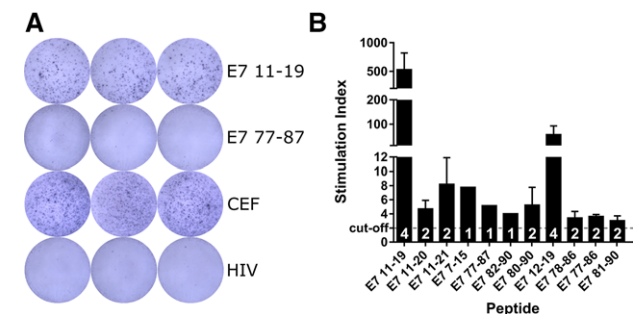 A
E7 11-19
E7 77-87
CEF
HIV
B
Stimulation Index
1000
500
200
100
12
10
8
6
4
2
0
cut-off
4 2 2 1 1 1 2 4 2 2 2
E7 11-19
E7 11-20
E7 11-21
E7 7-15
E7 77-87
E7 82-90
E7 80-90
E7 12-19
E7 78-86
E7 77-86
E7 81-90
Peptide